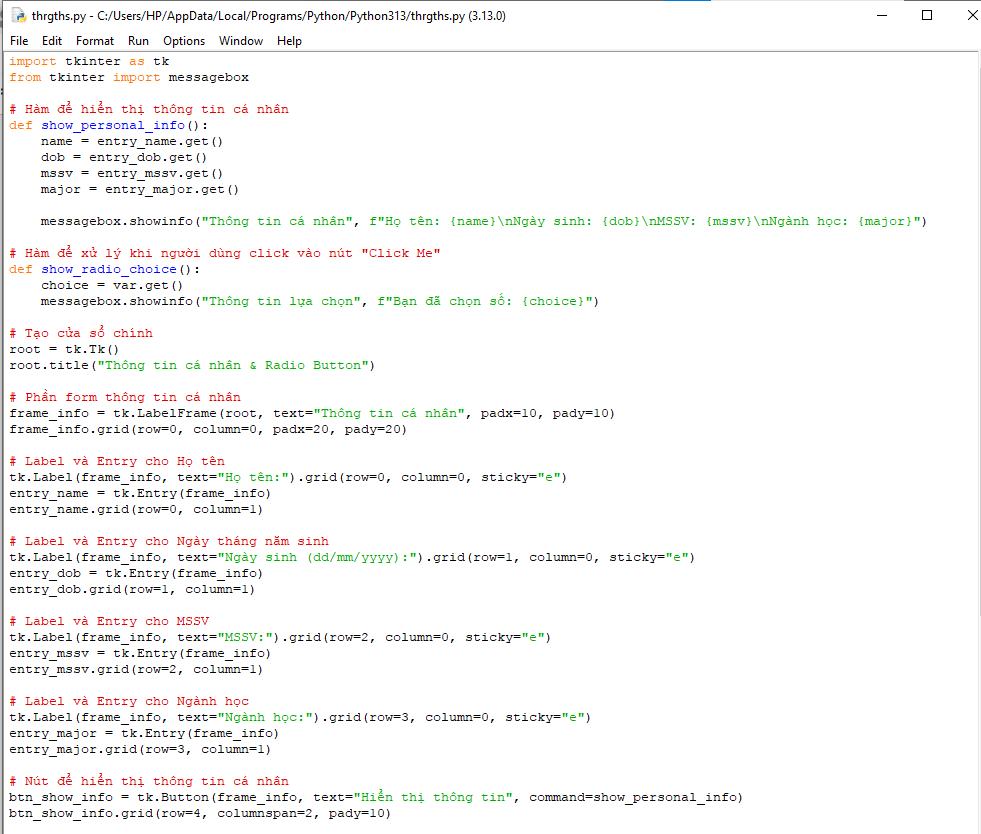 thrgths.py - C:/Users/HP/AppData/Local/Programs/Python/Python313/thrgths.py (3.13.0)
File Edit Format Run Options Window Help
import tkinter as tk
from tkinter import messagebox

# Hàm để hiển thị thông tin cá nhân
def show_personal_info():
    name = entry_name.get()
    dob = entry_dob.get()
    mssv = entry_mssv.get()
    major = entry_major.get()

    messagebox.showinfo("Thông tin cá nhân", f"Họ tên: {name}\nNgày sinh: {dob}\nMSSV: {mssv}\nNgành học: {major}")

# Hàm để xử lý khi người dùng click vào nút "Click Me"
def show_radio_choice():
    choice = var.get()
    messagebox.showinfo("Thông tin lựa chọn", f"Bạn đã chọn số: {choice}")

# Tạo cửa sổ chính
root = tk.Tk()
root.title("Thông tin cá nhân & Radio Button")

# Phần form thông tin cá nhân
frame_info = tk.LabelFrame(root, text="Thông tin cá nhân", padx=10, pady=10)
frame_info.grid(row=0, column=0, padx=20, pady=20)

# Label và Entry cho Họ tên
tk.Label(frame_info, text="Họ tên:").grid(row=0, column=0, sticky="e")
entry_name = tk.Entry(frame_info)
entry_name.grid(row=0, column=1)

# Label và Entry cho Ngày tháng năm sinh
tk.Label(frame_info, text="Ngày sinh (dd/mm/yyyy):").grid(row=1, column=0, sticky="e")
entry_dob = tk.Entry(frame_info)
entry_dob.grid(row=1, column=1)

# Label và Entry cho MSSV
tk.Label(frame_info, text="MSSV:").grid(row=2, column=0, sticky="e")
entry_mssv = tk.Entry(frame_info)
entry_mssv.grid(row=2, column=1)

# Label và Entry cho Ngành học
tk.Label(frame_info, text="Ngành học:").grid(row=3, column=0, sticky="e")
entry_major = tk.Entry(frame_info)
entry_major.grid(row=3, column=1)

# Nút để hiển thị thông tin cá nhân
btn_show_info = tk.Button(frame_info, text="Hiển thị thông tin", command=show_personal_info)
btn_show_info.grid(row=4, columnspan=2, pady=10)